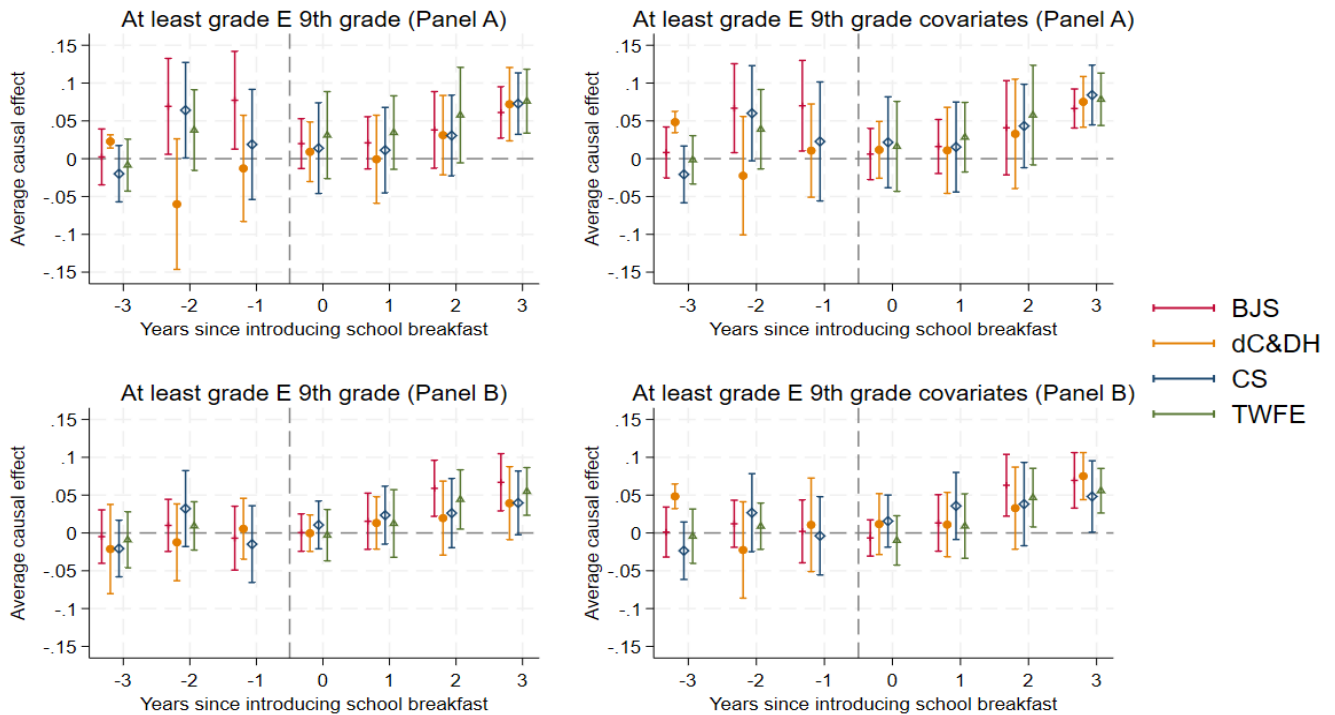 At least grade E 9th grade (Panel A)
Average causal effect
.15
.1
.05
0
-.05
-.1
-.15
-3 -2 -1 0 1 2 3
Years since introducing school breakfast
At least grade E 9th grade covariates (Panel A)
Average causal effect
.15
.1
.05
0
-.05
-.1
-.15
-3 -2 -1 0 1 2 3
Years since introducing school breakfast
At least grade E 9th grade (Panel B)
Average causal effect
.15
.1
.05
0
-.05
-.1
-.15
-3 -2 -1 0 1 2 3
Years since introducing school breakfast
At least grade E 9th grade covariates (Panel B)
Average causal effect
.15
.1
.05
0
-.05
-.1
-.15
-3 -2 -1 0 1 2 3
Years since introducing school breakfast
BJS
dC&DH
CS
TWFE